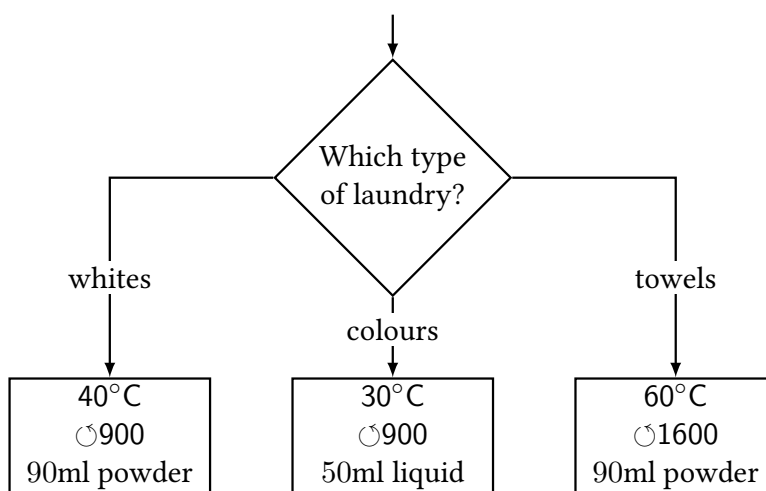 Which type
of laundry?
whites
towels
colours
40°C
↺900
90ml powder
30°C
↺900
50ml liquid
60°C
↺1600
90ml powder